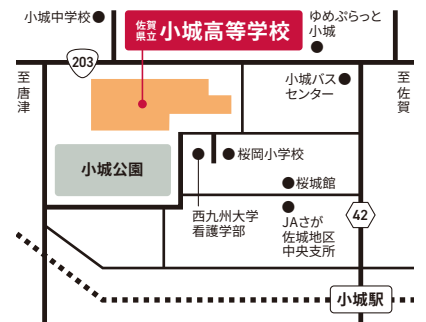 小城中学校
佐賀
県立
小城高等学校
ゆめぷらっと
小城
203
至唐津
小城バス
センター
至佐賀
小城公園
桜岡小学校
桜城館
西九州大学
看護学部
JAさが
佐城地区
中央支所
42
小城駅